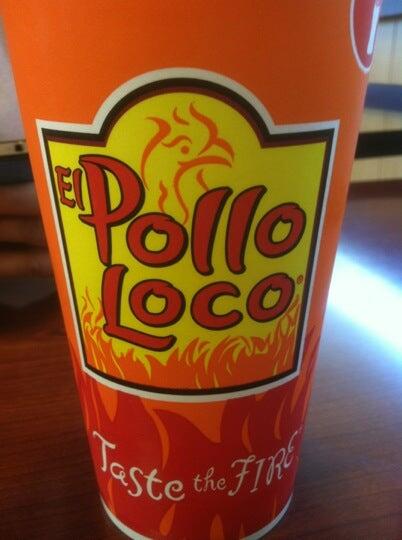 El Pollo
Loco®
Taste the FIRE